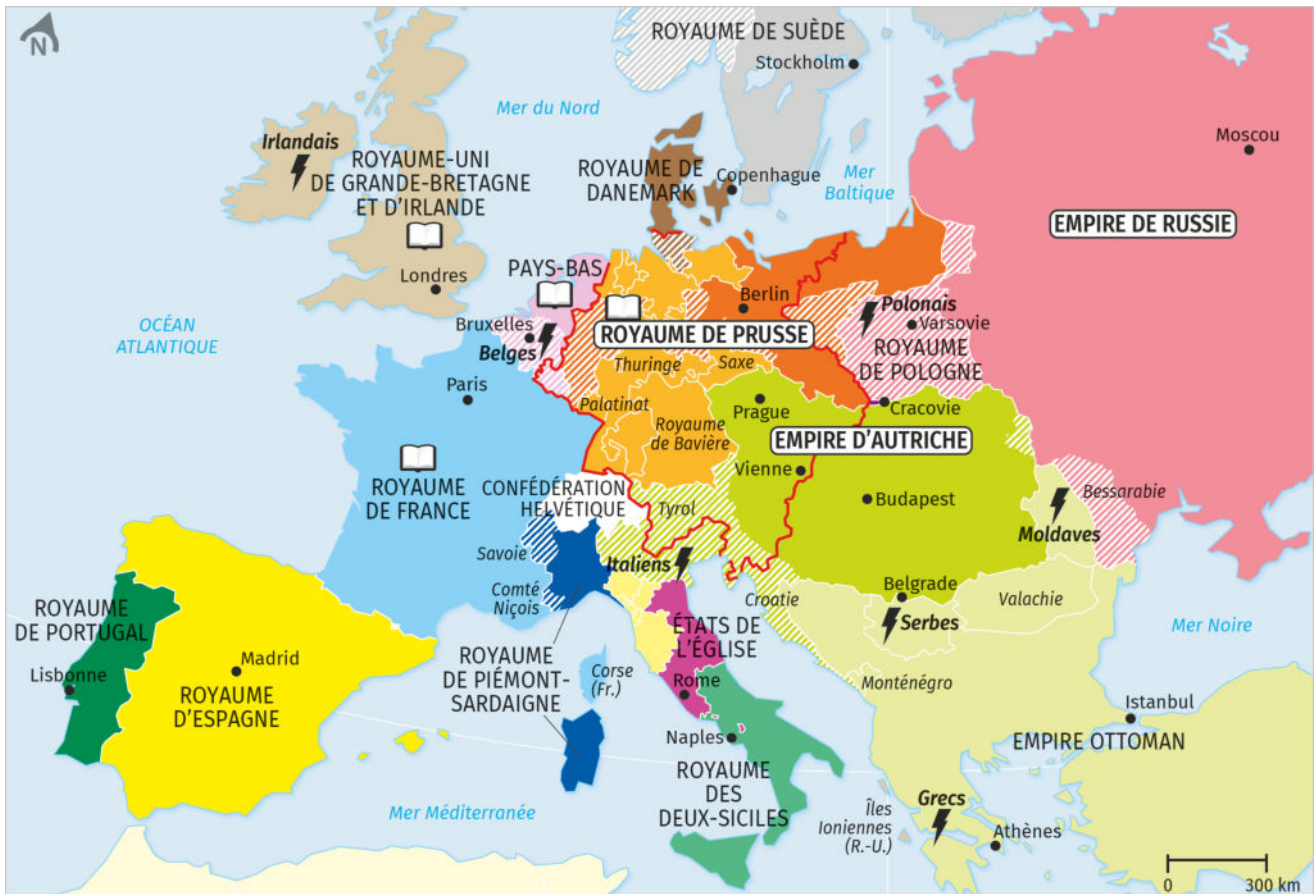 N
ROYAUME DE SUÈDE
Stockholm
Mer du Nord
Moscou
Irlandais
ROYAUME-UNI
DE GRANDE-BRETAGNE
ET D'IRLANDE
ROYAUME DE
DANEMARK
Copenhague
Mer
Baltique
EMPIRE DE RUSSIE
Londres
PAYS-BAS
Berlin
Polonais
Varsovie
ROYAUME
DE POLOGNE
OCÉAN
ATLANTIQUE
Bruxelles
Belges
ROYAUME DE PRUSSE
Thuringe
Saxe
Paris
Palatinat
Prague
Cracovie
Royaume
de Bavière
EMPIRE D'AUTRICHE
Vienne
ROYAUME
DE FRANCE
CONFÉDÉRATION
HELVÉTIQUE
Tyrol
Budapest
Bessarabie
Moldaves
Savoie
Italiens
Comté
Niçois
Croatie
Belgrade
Valachie
Serbes
Mer Noire
ROYAUME
DE PORTUGAL
Lisbonne
Madrid
ROYAUME
D'ESPAGNE
ROYAUME
DE PIÉMONT-
SARDAIGNE
Corse
(Fr.)
ÉTATS DE
L'ÉGLISE
Rome
Monténégro
Istanbul
EMPIRE OTTOMAN
Naples
ROYAUME
DES
DEUX-SICILES
Mer Méditerranée
Îles
Ioniennes
(R.-U.)
Grecs
Athènes
0 300 km